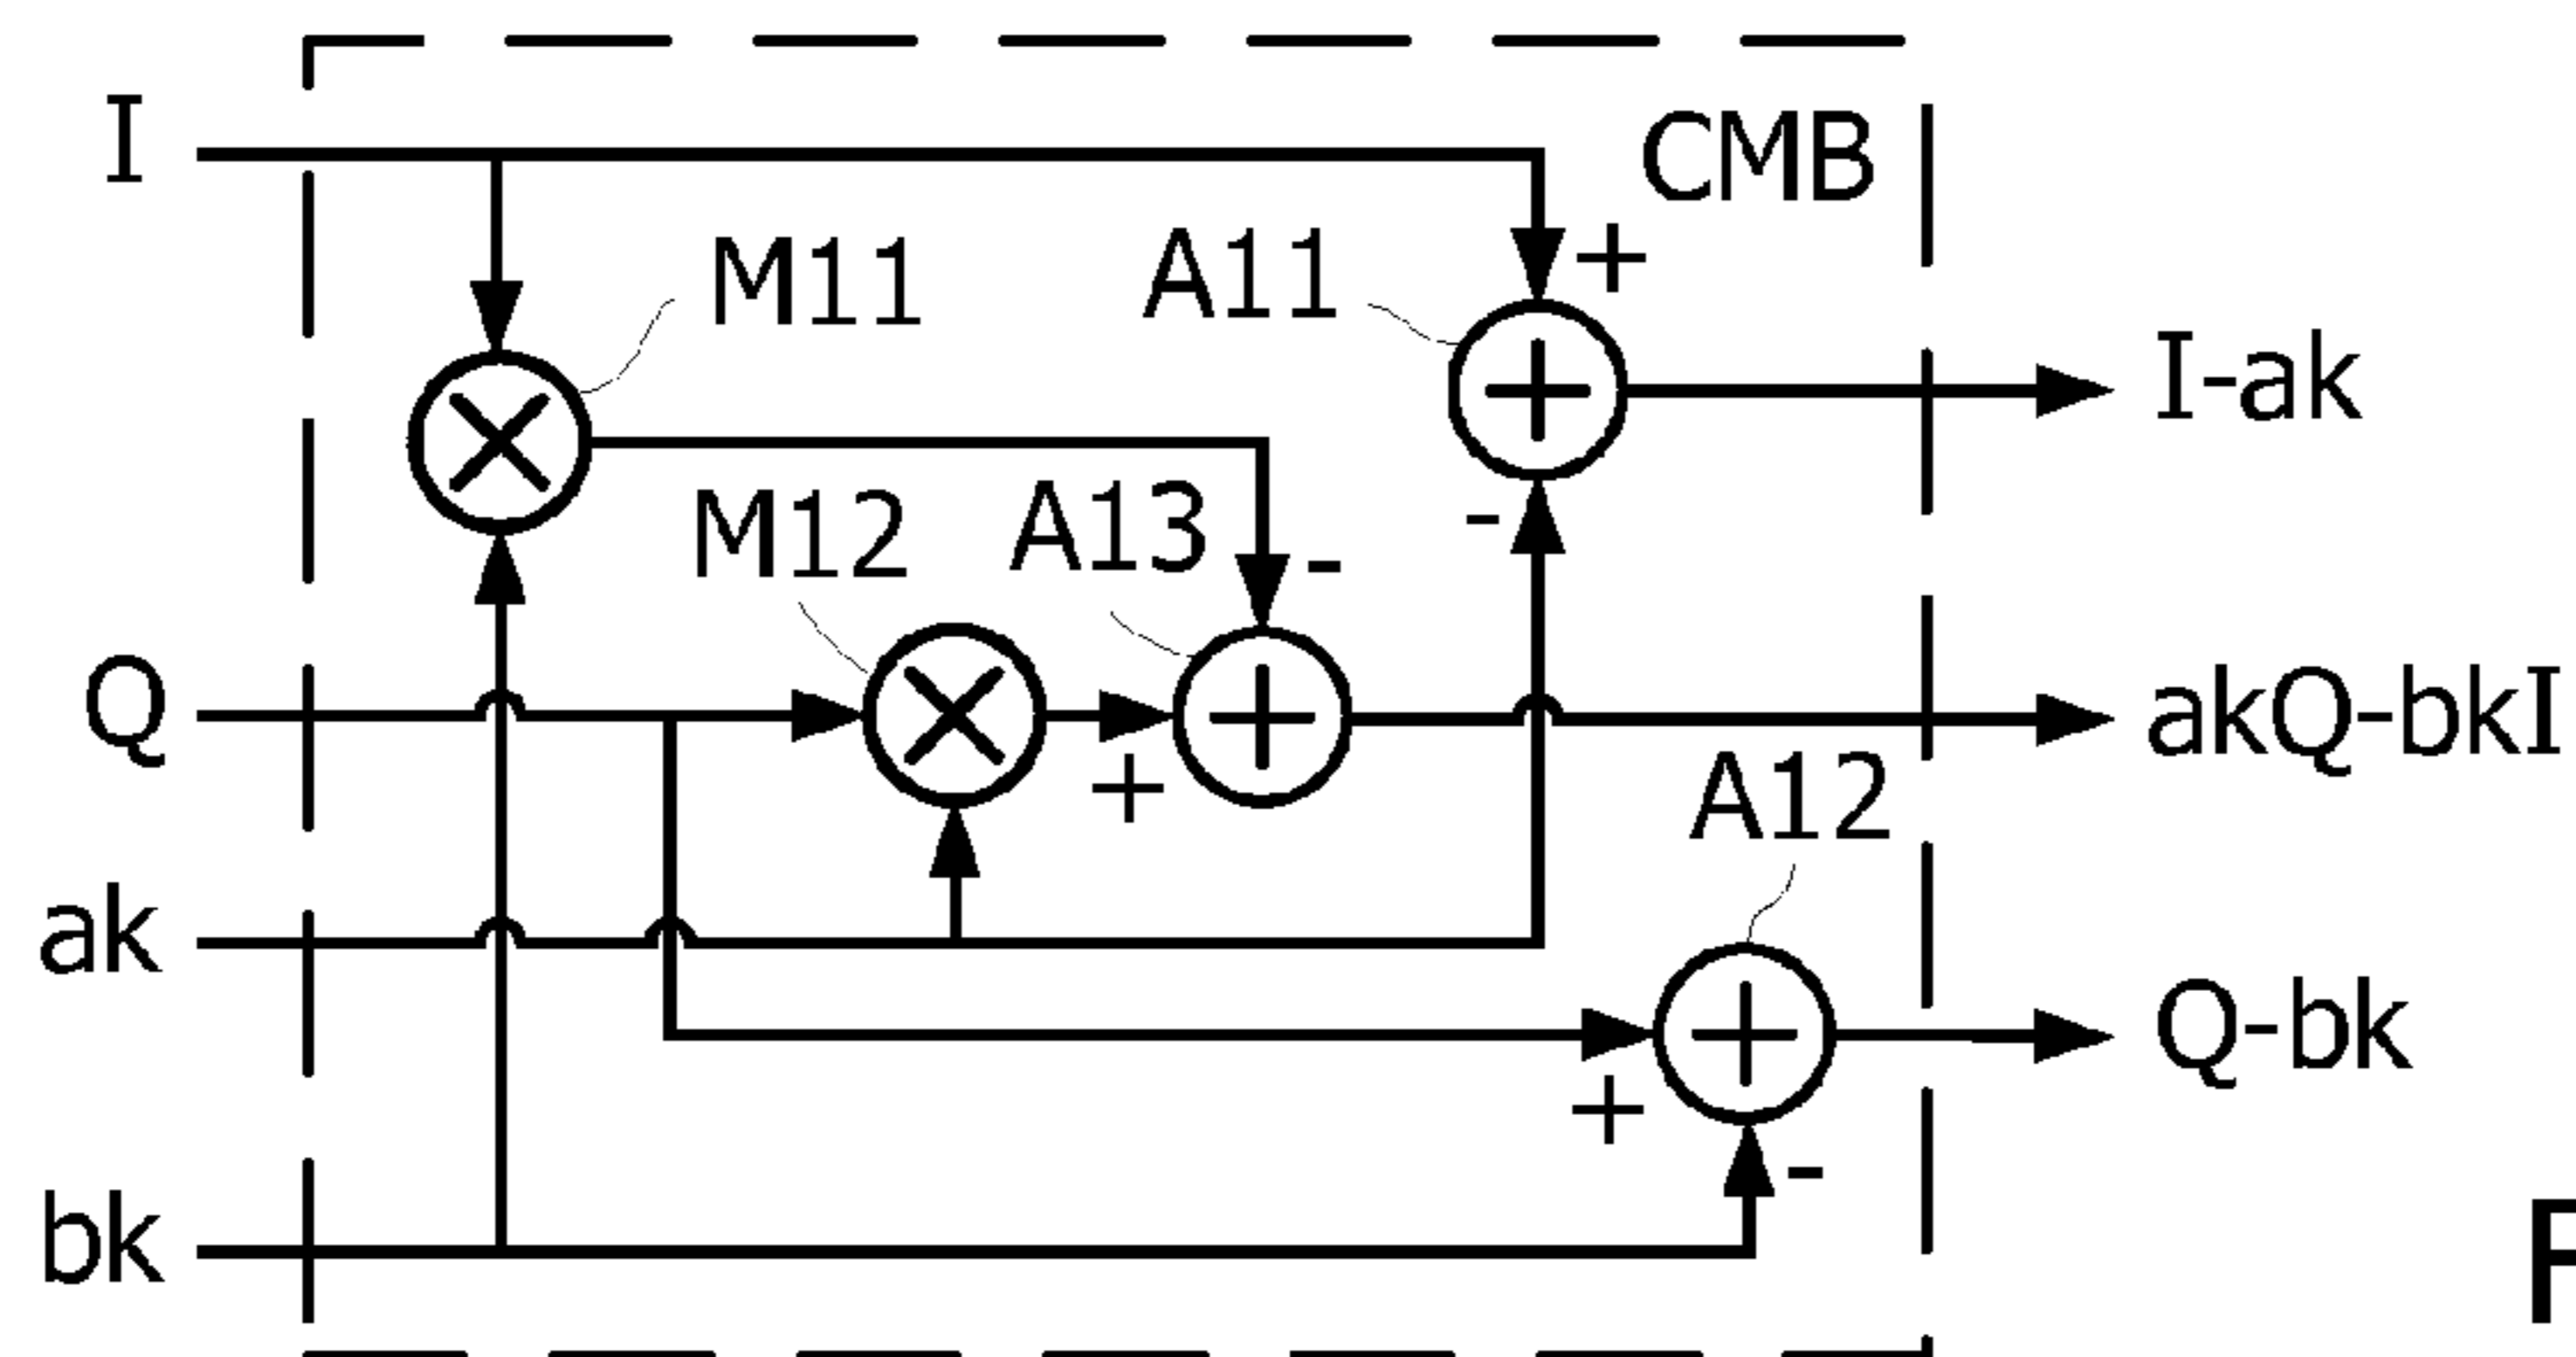 I
CMB
M11
A11
+
I-ak
M12
A13
-
-
Q
akQ-bkI
+
A12
ak
Q-bk
+
-
bk
F